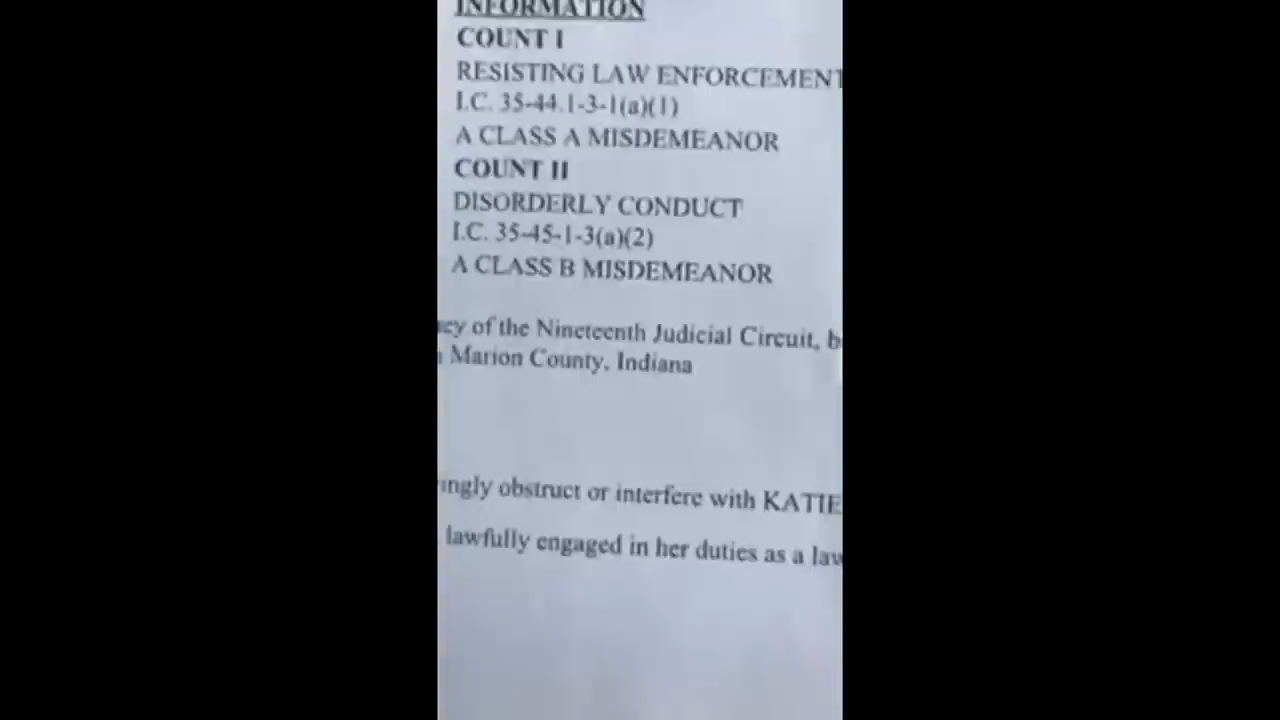 INFORMATION
COUNT I
RESISTING LAW ENFORCEMENT
I.C. 35-44.1-3-1(a)(1)
A CLASS A MISDEMEANOR
COUNT II
DISORDERLY CONDUCT
I.C. 35-45-1-3(a)(2)
A CLASS B MISDEMEANOR
of the Nineteenth Judicial Circuit,
Marion County, Indiana
obstruct or interfere with KATIE
lawfully engaged in her duties as a law